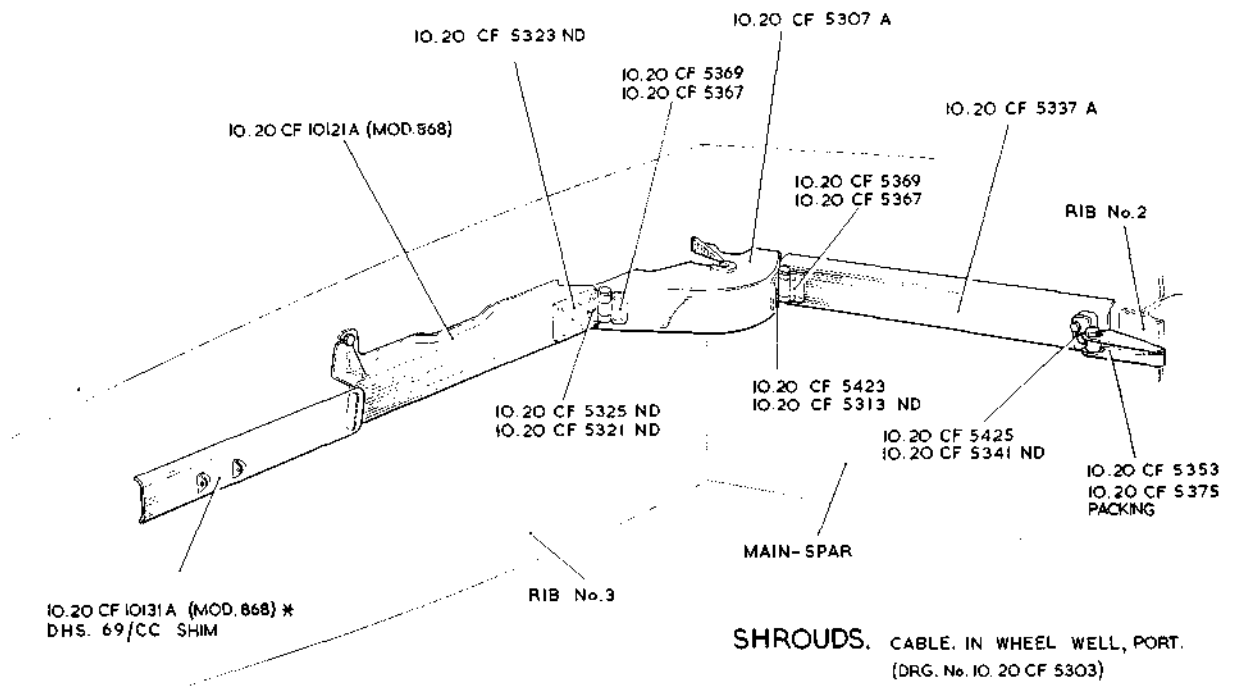 10.20 CF 5307 A
10.20 CF 5323 ND
10.20 CF 5369
10.20 CF 5367
10.20 CF 5337 A
10.20 CF 10121A (MOD.868)
10.20 CF 5369
10.20 CF 5367
RIB No.2
10.20 CF 5423
10.20 CF 5313 ND
10.20 CF 5325 ND
10.20 CF 5321 ND
10.20 CF 5425
10.20 CF 5341 ND
10.20 CF 5353
10.20 CF 5375
PACKING
MAIN-SPAR
RIB No.3
10.20 CF 10131A (MOD.868) *
DHS. 69/CC SHIM
SHROUDS. CABLE. IN WHEEL WELL, PORT.
(DRG. No. 10. 20 CF 5303)